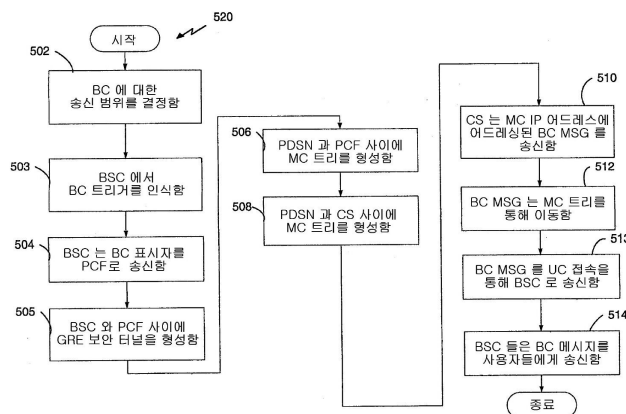 520
시작
502
BC 에 대한
송신 범위를 결정함
503
BSC 에서
BC 트리거를 인식함
504
BSC 는 BC 표시자를
PCF로 송신함
505
BSC 와 PCF 사이에
GRE 보안 터널을 형성함
506
PDSN 과 PCF 사이에
MC 트리를 형성함
508
PDSN 과 CS 사이에
MC 트리를 형성함
510
CS 는 MC IP 어드레스에
어드레싱된 BC MSG 를
송신함
512
BC MSG 는 MC 트리를
통해 이동함
513
BC MSG 를 UC 접속을
통해 BSC 로 송신함
514
BSC 들은 BC 메시지를
사용자들에게 송신함
종료